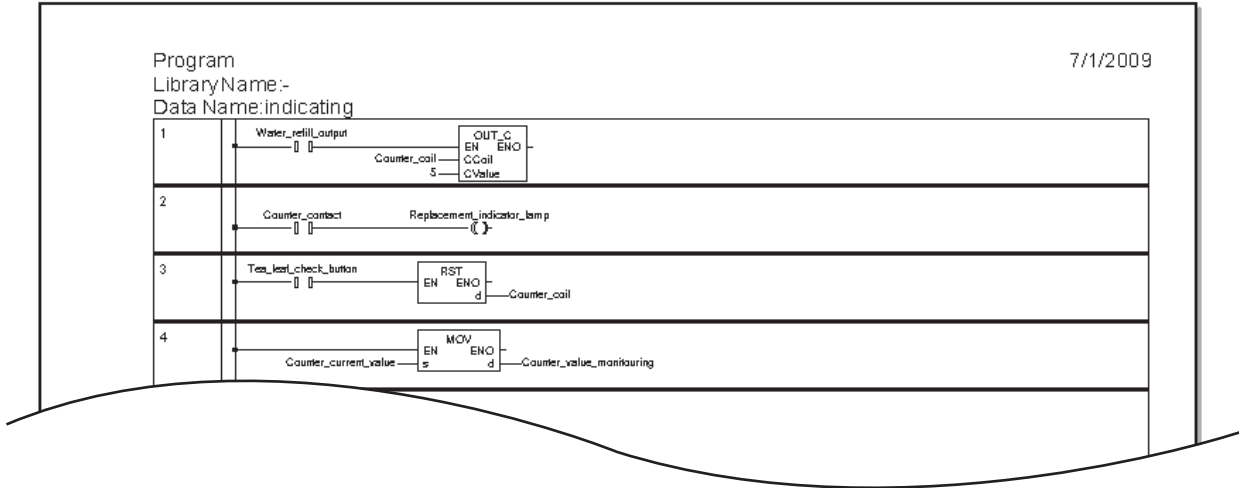 Program 7/1/2009
Library Name:-
Data Name:indicating
1
Water_refill_output
OUT_C
EN ENO
Counter_coil CCoil
5 CValue
2
Counter_contact Replacement_indicator_lamp
3
Tea_leaf_check_button
RST
EN ENO
d Counter_coil
4
MOV
EN ENO
Counter_current_value s d Counter_value_manitouring